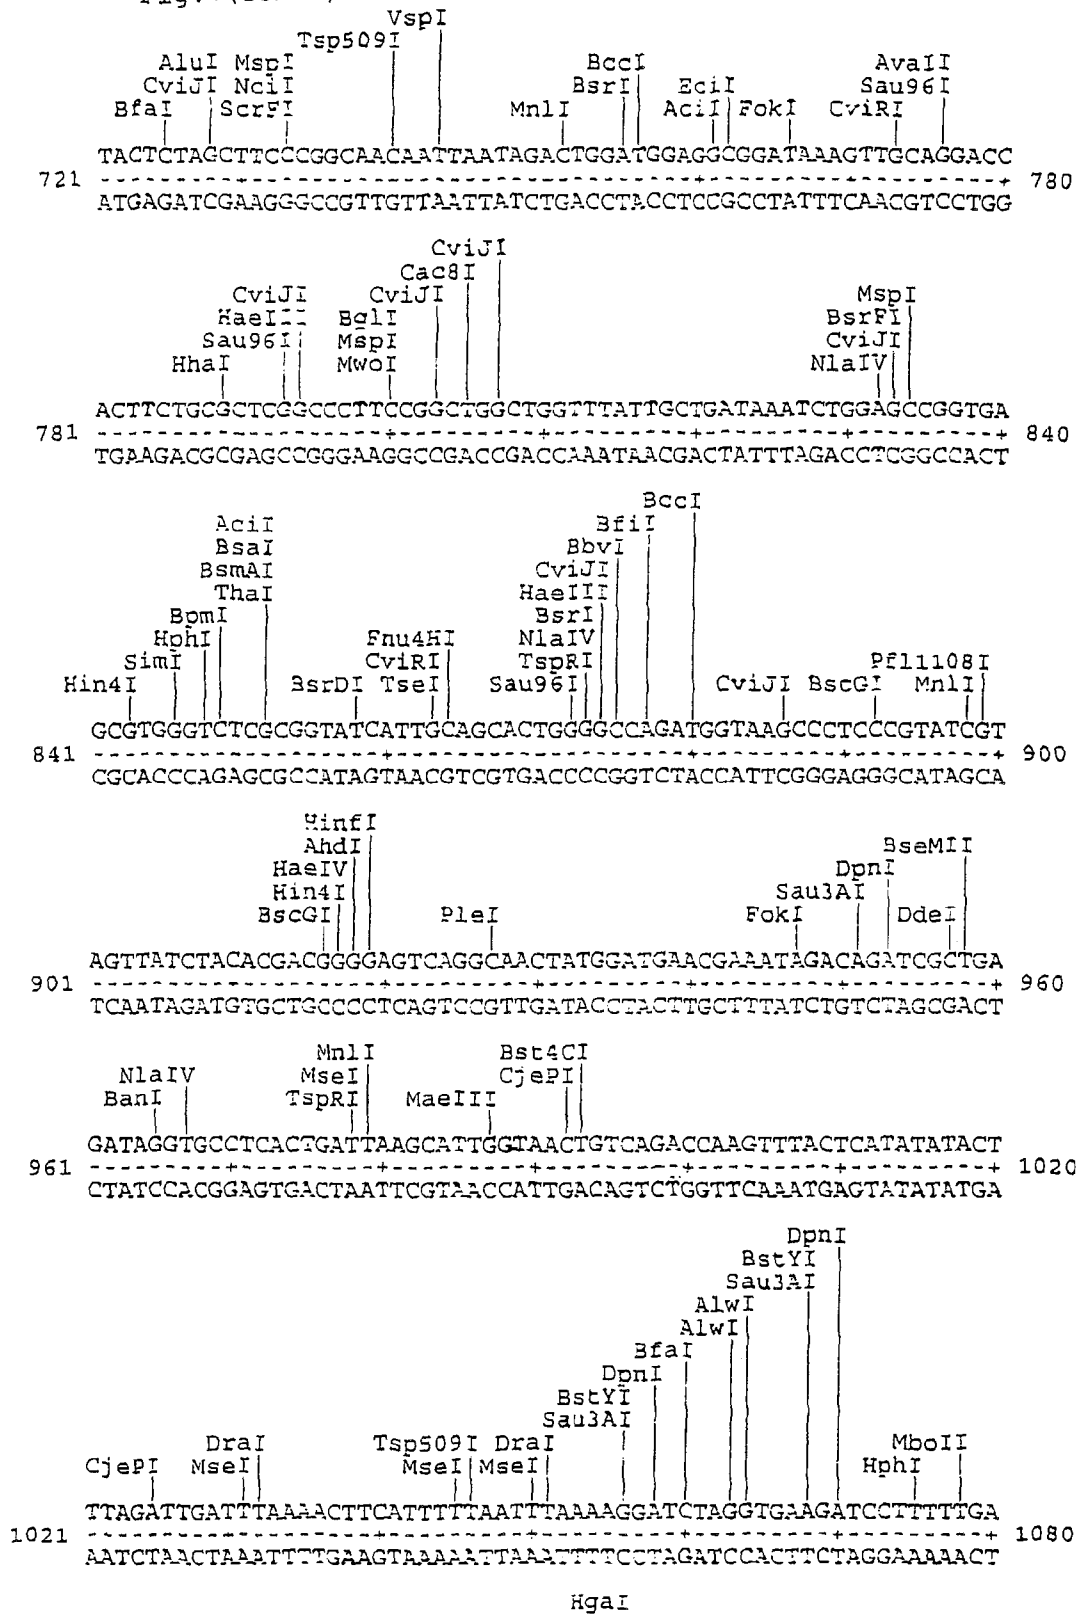 Fig.
VspI
Tsp509I
AluI MspI BccI AvaII
CviJI NciI BsrI EciI Sau96I
BfaI ScrFI MnlI AciI FokI CviRI
TACTCTAGCTTCCCGGCAACAATTAATAGACTGGATGGAGGCGGATAAAGTTGCAGGACC
721 780
ATGAGATCGAAGGGCCGTTGTTAATTATCTGACCTACCTCCGCCTATTTCAACGTCCTGG
CviJI
Cac8I
CviJI CviJI MspI
HaeIII BglI BsrFI
Sau96I MspI CviJI
HhaI MwoI NlaIV
ACTTCTGCGCTCGGCCCTTCCGGCTGGCTGGTTTATTGCTGATAAATCTGGAGCCGGTGA
781 840
TGAAGACGCGAGCCGGGAAGGCCGACCGACCAAATAACGACTATTTAGACCTCGGCCACT
BccI
AciI BfiI
BsaI BbvI
BsmAI CviJI
ThaI HaeIII
BpmI BsrI
HphI Fnu4HI NlaIV
SimI CviRI TspRI Pfl1108I
Hin4I BsrDI TseI Sau96I CviJI BscGI MnlI
GCGTGGGTCTCGCGGTATCATTGCAGCACTGGGGCCAGATGGTAAGCCCTCCCGTATCGT
841 900
CGCACCCAGAGCGCCATAGTAACGTCGTGACCCCGGTCTACCATTCGGGAGGGCATAGCA
HinfI
AhdI BseMII
HaeIV DpnI
Hin4I Sau3AI
BscGI PleI FokI DdeI
AGTTATCTACACGACGGGGAGTCAGGCAACTATGGATGAACGAAATAGACAGATCGCTGA
901 960
TCAATAGATGTGCTGCCCCTCAGTCCGTTGATACCTACTTGCTTTATCTGTCTAGCGACT
MnlI Bst4CI
NlaIV MseI CjePI
BanI TspRI MaeIII
GATAGGTGCCTCACTGATTAAGCATTGGTAACTGTCAGACCAAGTTTACTCATATATACT
961 1020
CTATCCACGGAGTGACTAATTCGTAACCATTGACAGTCTGGTTCAAATGAGTATATATGA
DpnI
BstYI
Sau3AI
AlwI
AlwI
BfaI
DpnI
BstYI
Sau3AI
DraI Tsp509I DraI MboII
CjePI MseI MseI MseI HphI
TTAGATTGATTTAAAACTTCATTTTTAATTTAAAAGGATCTAGGTGAAGATCCTTTTTGA
1021 1080
AATCTAACTAAATTTTGAAGTAAAAATTAAATTTTCCTAGATCCACTTCTAGGAAAAACT
HgaI